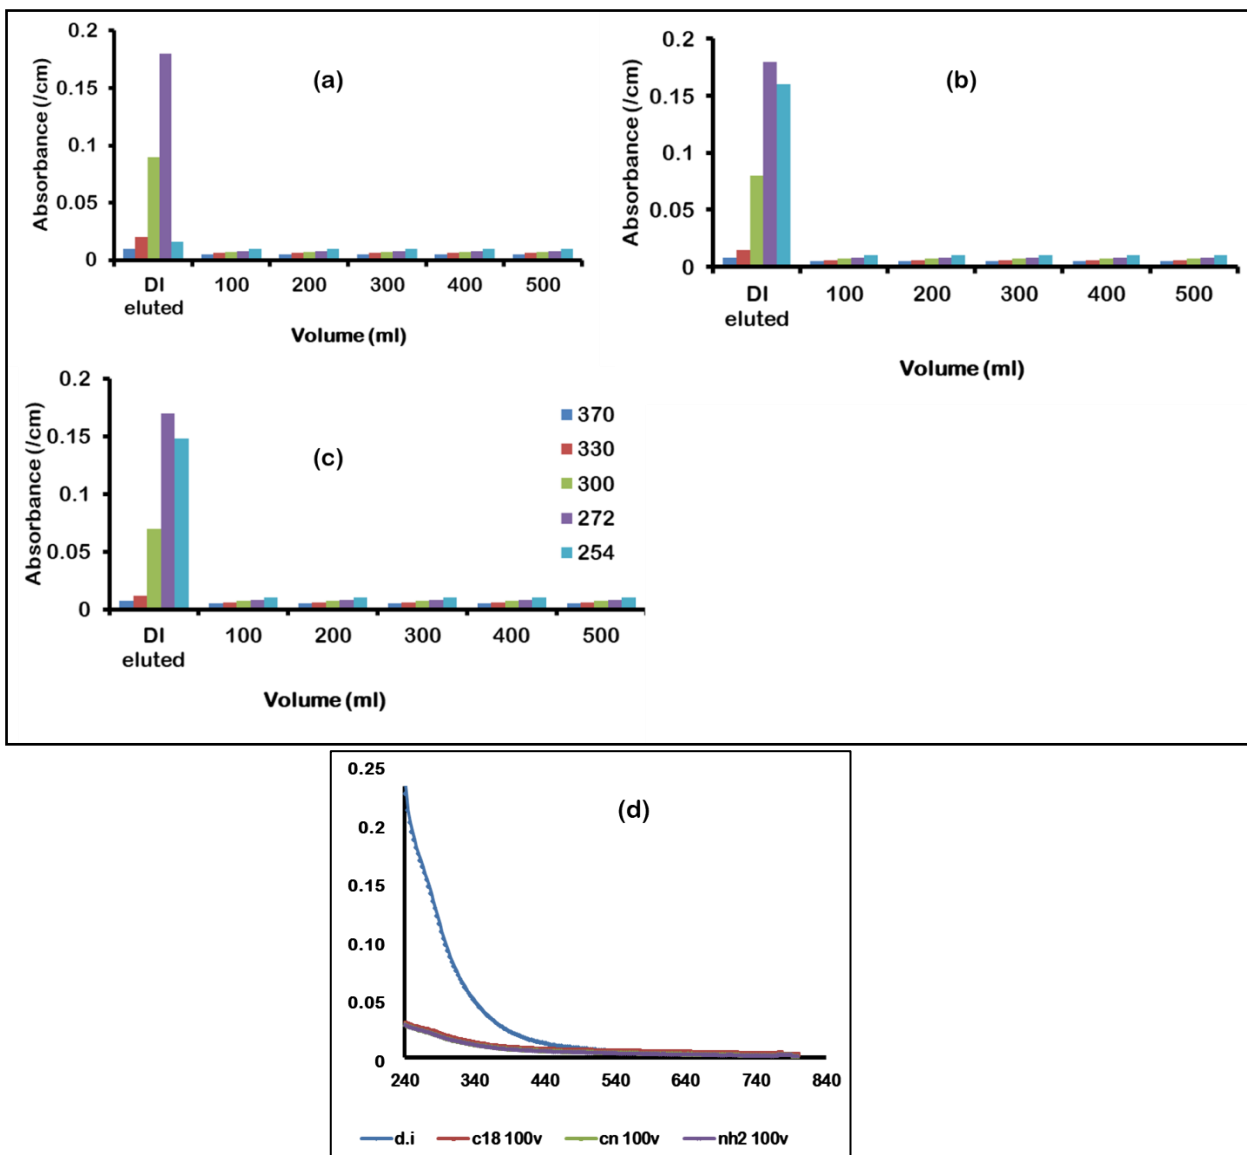 (a)
Absorbance (/cm)
0.2
0.15
0.1
0.05
0
DI eluted
100
200
300
400
500
Volume (ml)
(b)
Absorbance (/cm)
0.2
0.15
0.1
0.05
0
DI eluted
100
200
300
400
500
Volume (ml)
(c)
Absorbance (/cm)
0.2
0.15
0.1
0.05
0
DI eluted
100
200
300
400
500
Volume (ml)
370
330
300
272
254
(d)
0.25
0.2
0.15
0.10
0.05
0
240 340 440 540 640 740 840
d.i c18 100v cn 100v nh2 100v